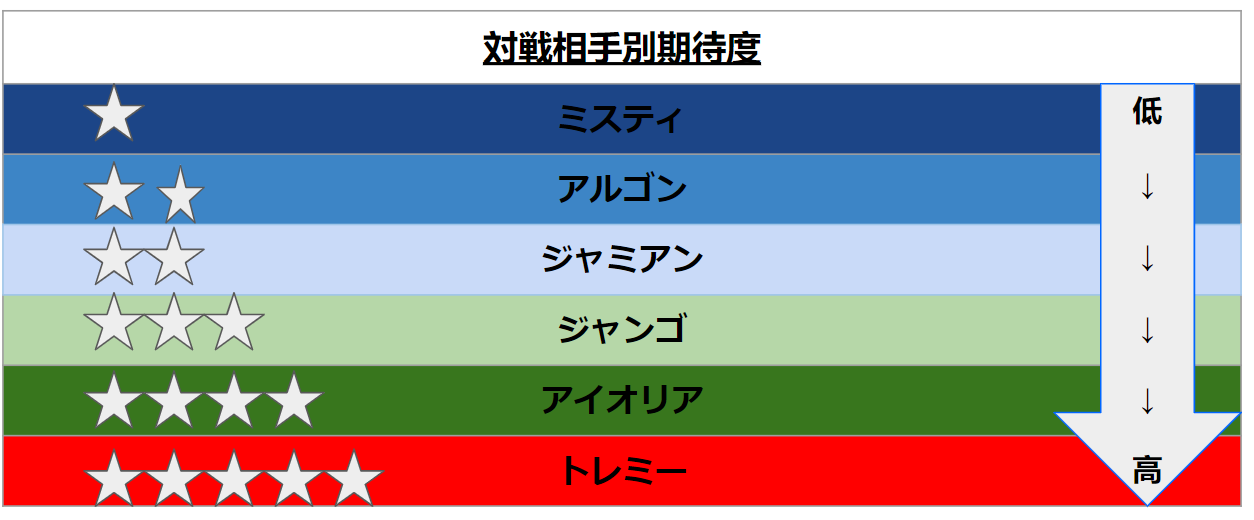 対戦相手別期待度
ミスティ
低
アルゴン
↓
ジャミアン
↓
ジャンゴ
↓
アイオリア
↓
トレミー
高